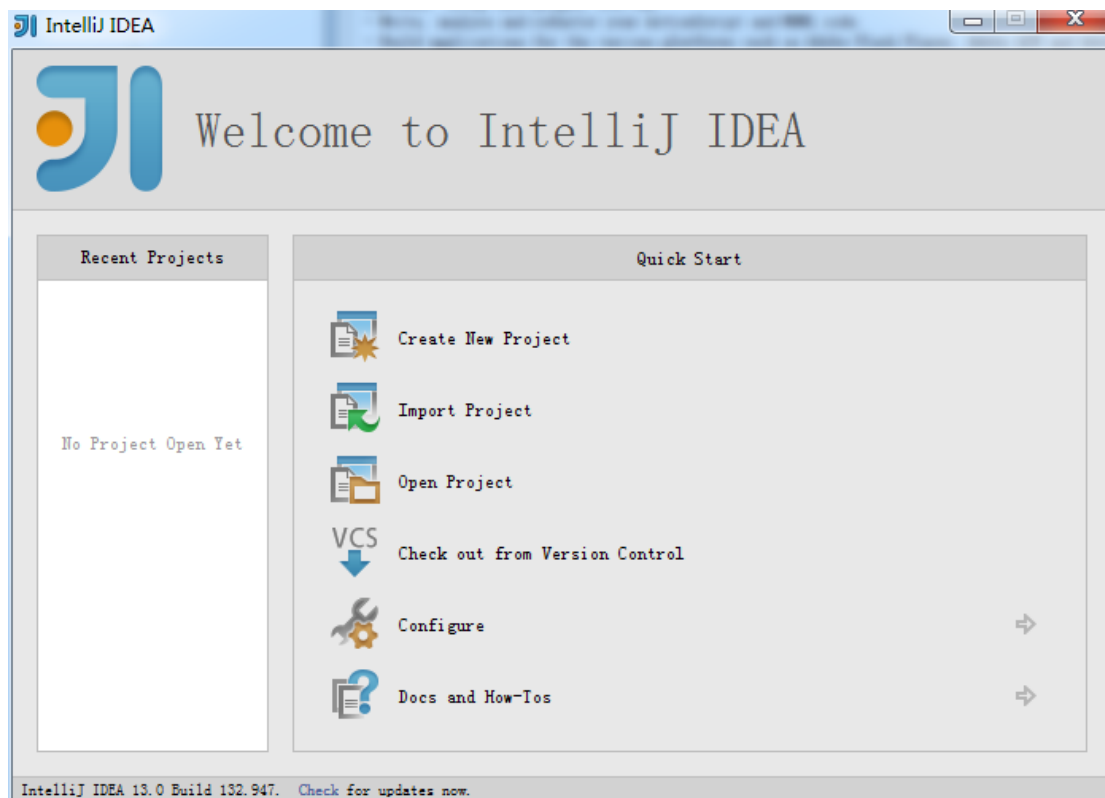 IntelliJ IDEA
Welcome to IntelliJ IDEA
Recent Projects
No Project Open Yet
Quick Start
Create New Project
Import Project
Open Project
VCS
Check out from Version Control
Configure
Docs and How-Tos
IntelliJ IDEA 13.0 Build 132.947. Check for updates now.